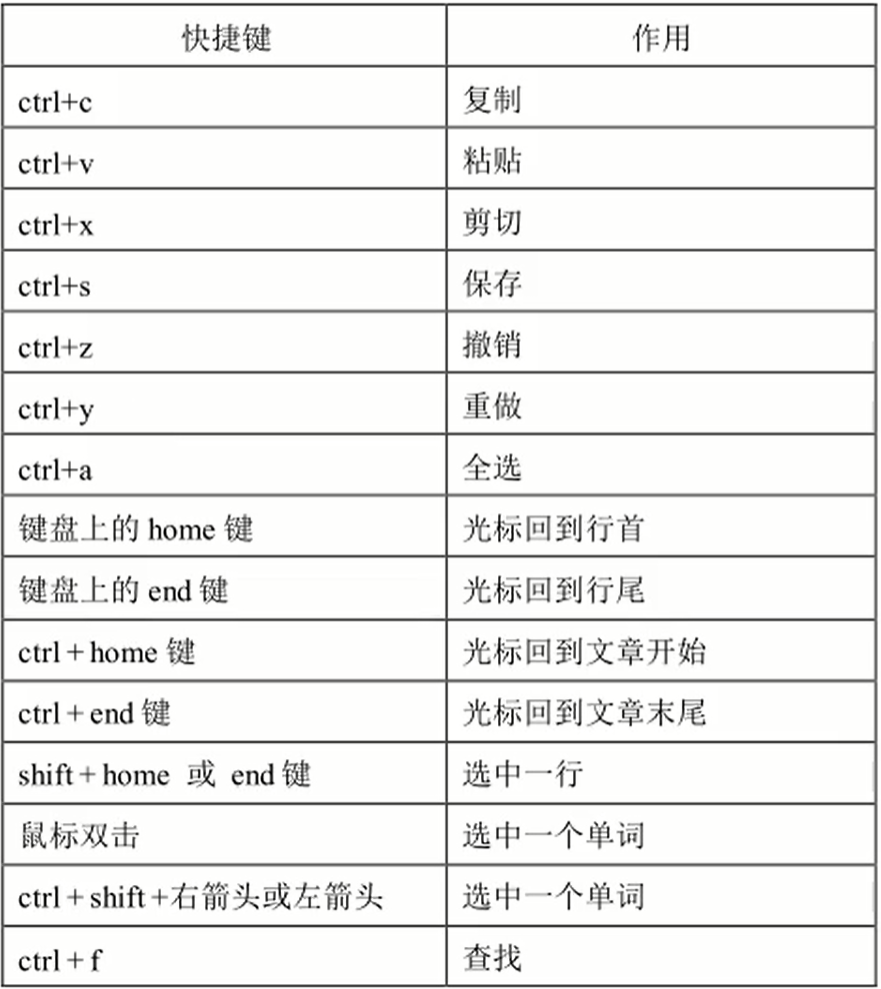 快捷键 作用
ctrl+c 复制
ctrl+v 粘贴
ctrl+x 剪切
ctrl+s 保存
ctrl+z 撤销
ctrl+y 重做
ctrl+a 全选
键盘上的 home 键 光标回到行首
键盘上的 end 键 光标回到行尾
ctrl + home 键 光标回到文章开始
ctrl + end 键 光标回到文章末尾
shift + home 或 end 键 选中一行
鼠标双击 选中一个单词
ctrl + shift +右箭头或左箭头 选中一个单词
ctrl + f 查找